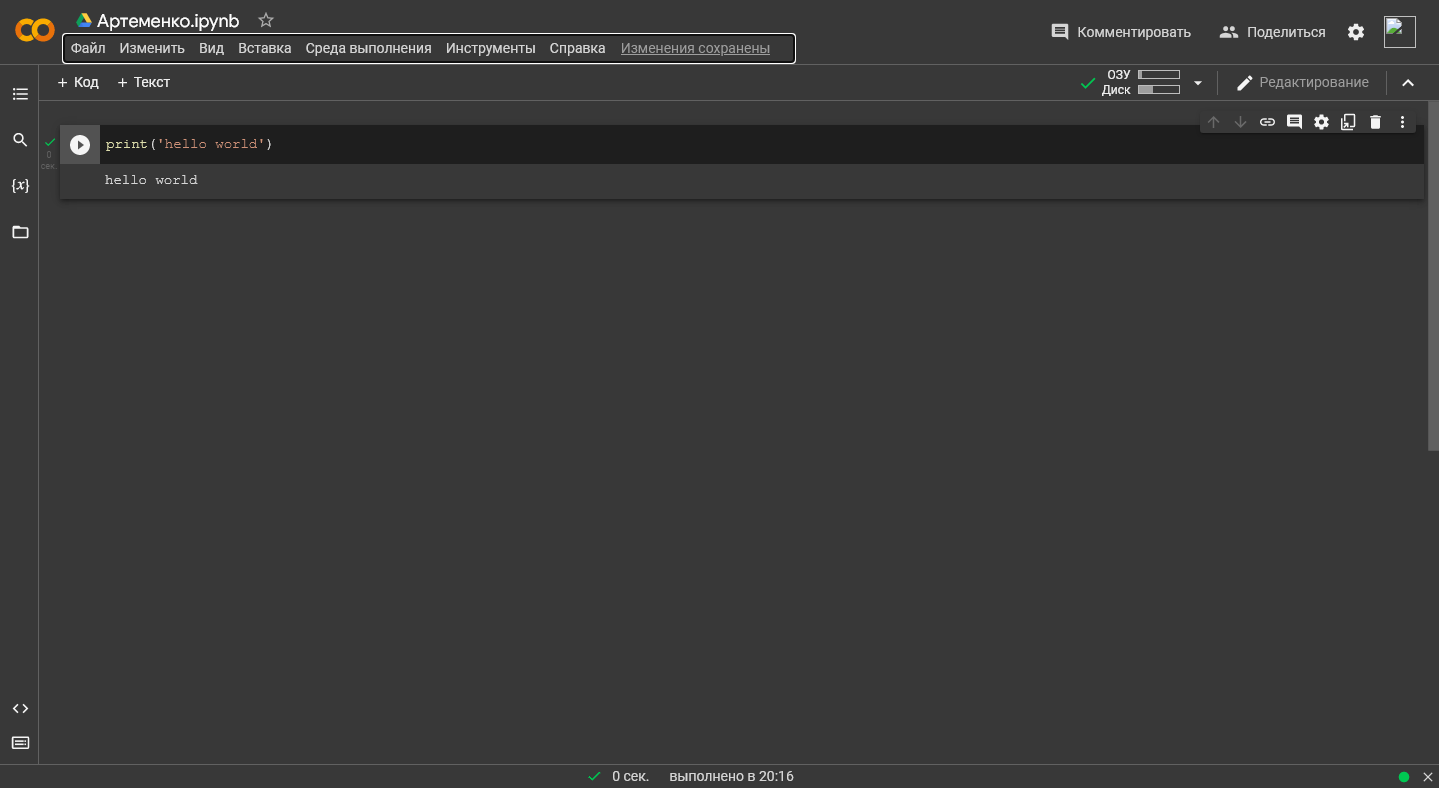 Артеменко.ipynb
Файл Изменить Вид Вставка Среда выполнения Инструменты Справка Изменения сохранены
Комментировать Поделиться
+ Код + Текст
ОЗУ
Диск
Редактирование
0
сек.
print('hello world')
hello world
{x}
0 сек. выполнено в 20:16